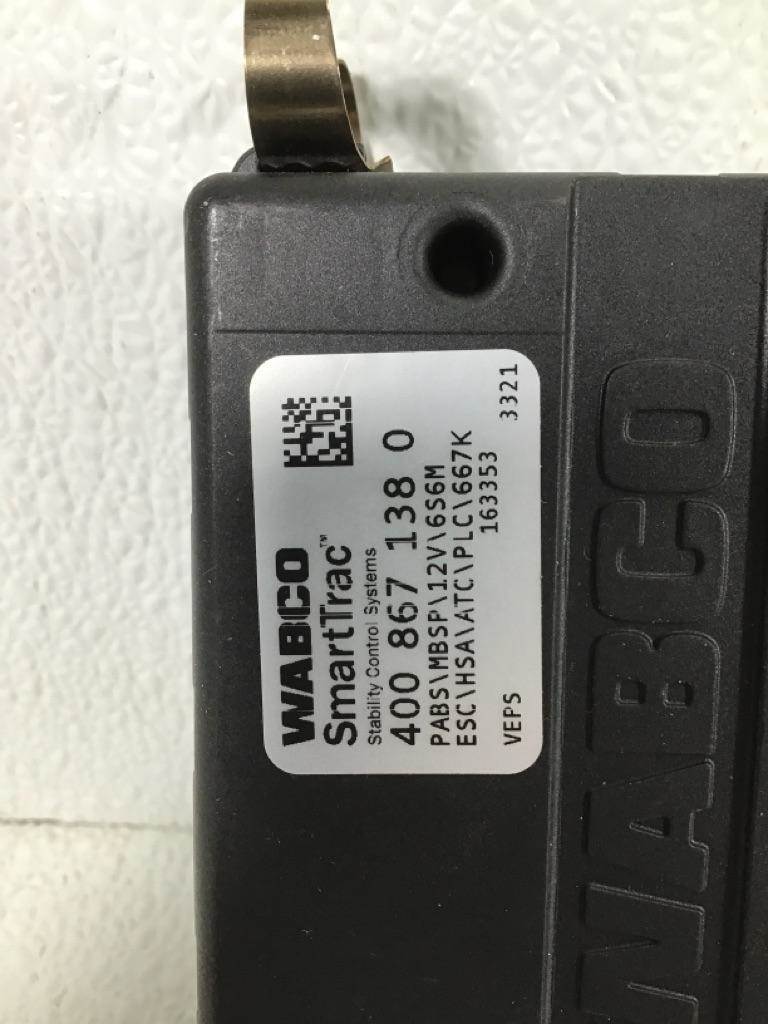 WABCO
SmartTrac™
Stability Control Systems
400 867 138 0
PABS\MBSP\12V\6S6M
ESC\HSA\ATC\PLC\667K
163353
VEPS 3321
WABCO